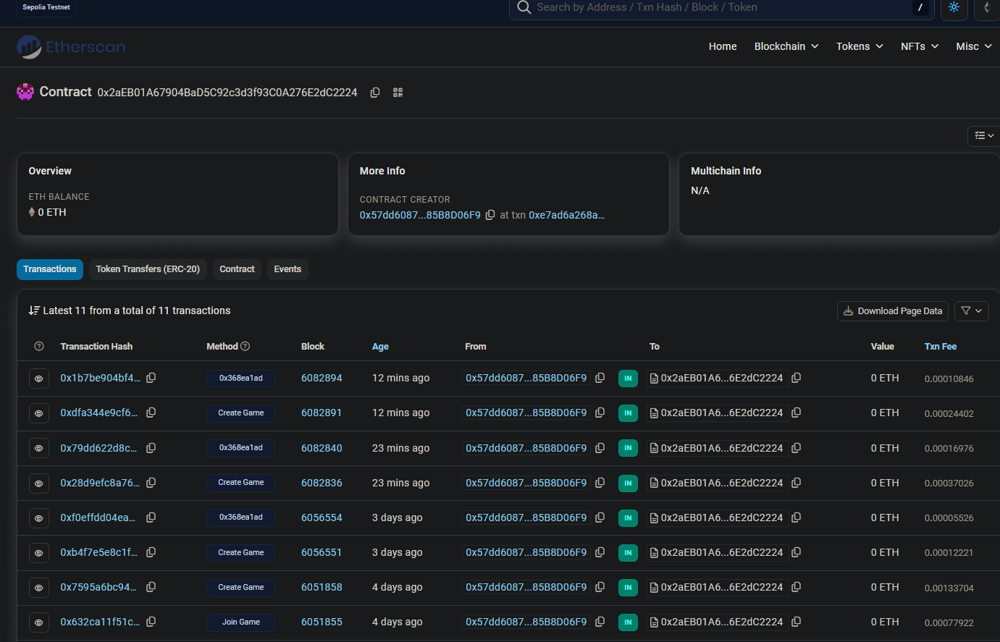 Sepolia Testnet
Search by Address / Txn Hash / Block / Token /
Etherscan
Home Blockchain Tokens NFTs Misc
Contract 0x2aEB01A67904BaD5C92c3d3f93C0A276E2dC2224
Overview
ETH BALANCE
0 ETH
More Info
CONTRACT CREATOR
0x57dd6087...85B8D06F9 at txn 0xe7ad6a268a...
Multichain Info
N/A
Transactions Token Transfers (ERC-20) Contract Events
Latest 11 from a total of 11 transactions Download Page Data
? Transaction Hash Method ? Block Age From To Value Txn Fee
0x1b7be904bf4... 0x368ea1ad 6082894 12 mins ago 0x57dd6087...85B8D06F9 IN 0x2aEB01A6...6E2dC2224 0 ETH 0.00010846
0xdfa344e9cf6... Create Game 6082891 12 mins ago 0x57dd6087...85B8D06F9 IN 0x2aEB01A6...6E2dC2224 0 ETH 0.00024402
0x79dd622d8c... 0x368ea1ad 6082840 23 mins ago 0x57dd6087...85B8D06F9 IN 0x2aEB01A6...6E2dC2224 0 ETH 0.00016976
0x28d9efc8a76... Create Game 6082836 23 mins ago 0x57dd6087...85B8D06F9 IN 0x2aEB01A6...6E2dC2224 0 ETH 0.00037026
0xf0effdd04ea... 0x368ea1ad 6056554 3 days ago 0x57dd6087...85B8D06F9 IN 0x2aEB01A6...6E2dC2224 0 ETH 0.00005526
0xb4f7e5e8c1f... Create Game 6056551 3 days ago 0x57dd6087...85B8D06F9 IN 0x2aEB01A6...6E2dC2224 0 ETH 0.00012221
0x7595a6bc94... Create Game 6051858 4 days ago 0x57dd6087...85B8D06F9 IN 0x2aEB01A6...6E2dC2224 0 ETH 0.00133704
0x632ca11f51c... Join Game 6051855 4 days ago 0x57dd6087...85B8D06F9 IN 0x2aEB01A6...6E2dC2224 0 ETH 0.00077922